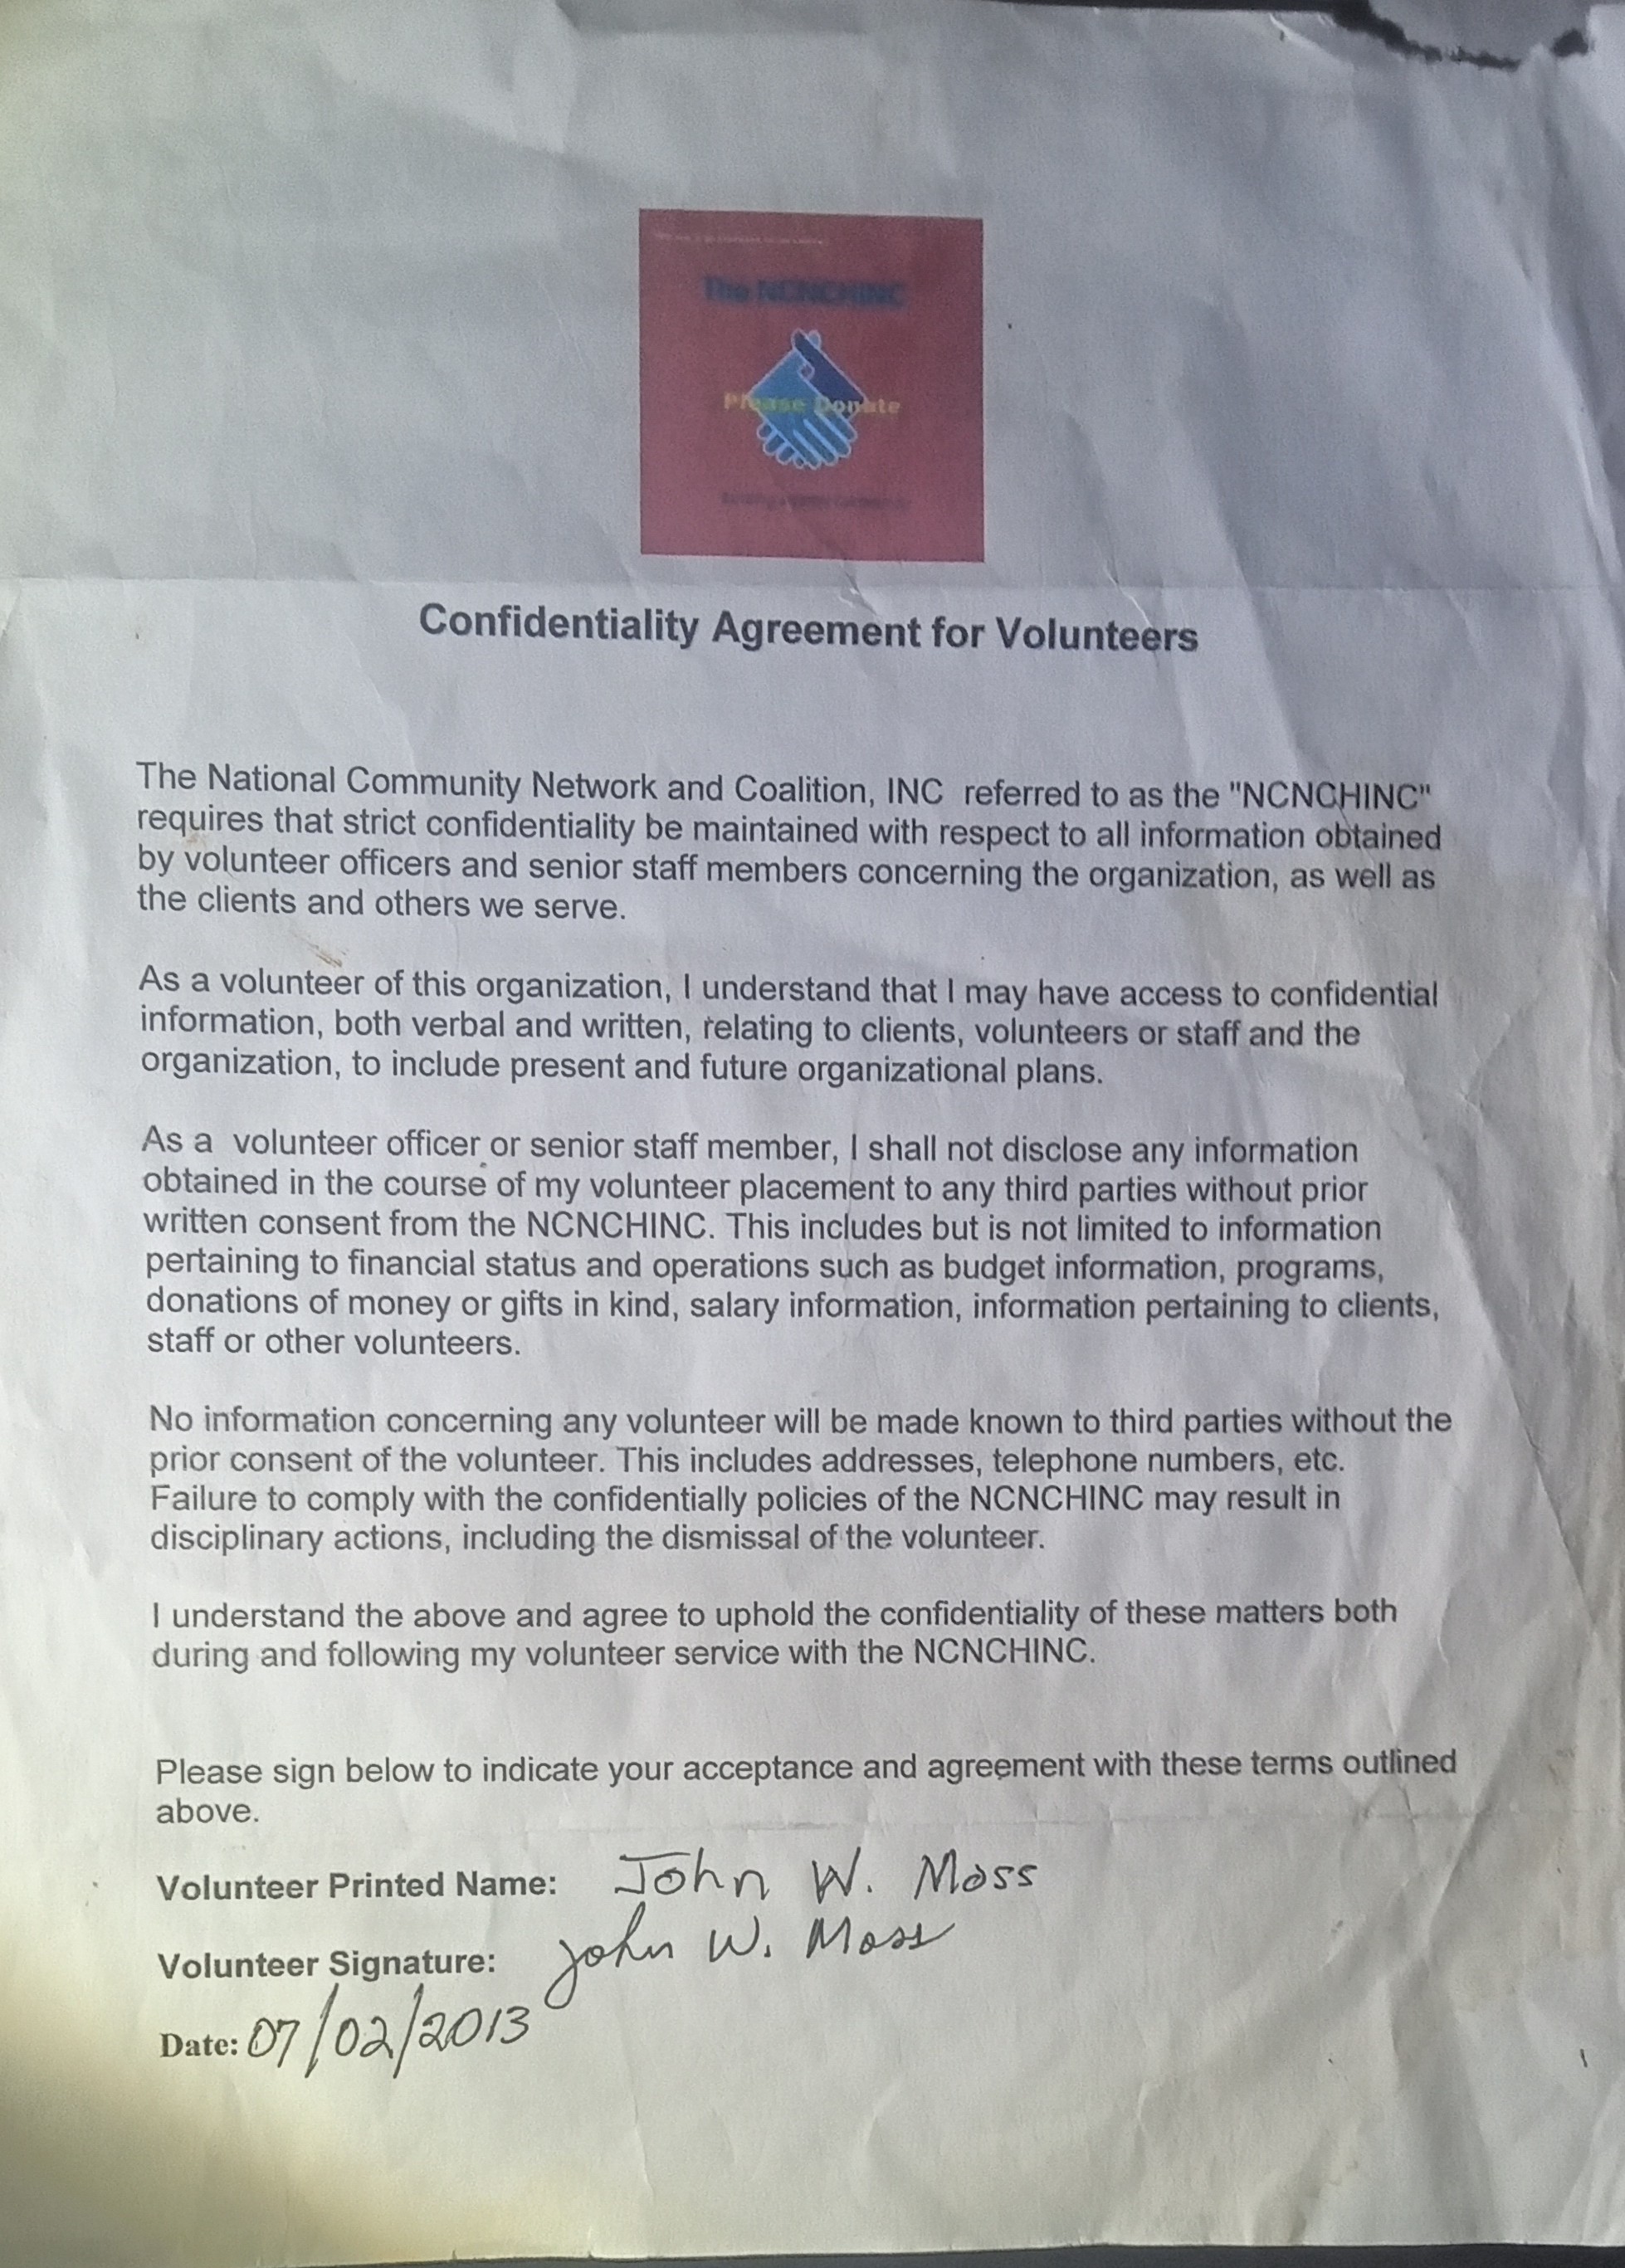 The NCNCHINC
Please Donate
Confidentiality Agreement for Volunteers
The National Community Network and Coalition, INC  referred to as the "NCNCHINC"
requires that strict confidentiality be maintained with respect to all information obtained
by volunteer officers and senior staff members concerning the organization, as well as
the clients and others we serve.
As a volunteer of this organization, I understand that I may have access to confidential
information, both verbal and written, relating to clients, volunteers or staff and the
organization, to include present and future organizational plans.
As a  volunteer officer or senior staff member, I shall not disclose any information
obtained in the course of my volunteer placement to any third parties without prior
written consent from the NCNCHINC. This includes but is not limited to information
pertaining to financial status and operations such as budget information, programs,
donations of money or gifts in kind, salary information, information pertaining to clients,
staff or other volunteers.
No information concerning any volunteer will be made known to third parties without the
prior consent of the volunteer. This includes addresses, telephone numbers, etc.
Failure to comply with the confidentially policies of the NCNCHINC may result in
disciplinary actions, including the dismissal of the volunteer.
I understand the above and agree to uphold the confidentiality of these matters both
during and following my volunteer service with the NCNCHINC.
Please sign below to indicate your acceptance and agreement with these terms outlined
above.
Volunteer Printed Name: John W. Moss
Volunteer Signature: John W. Moss
Date: 07/02/2013